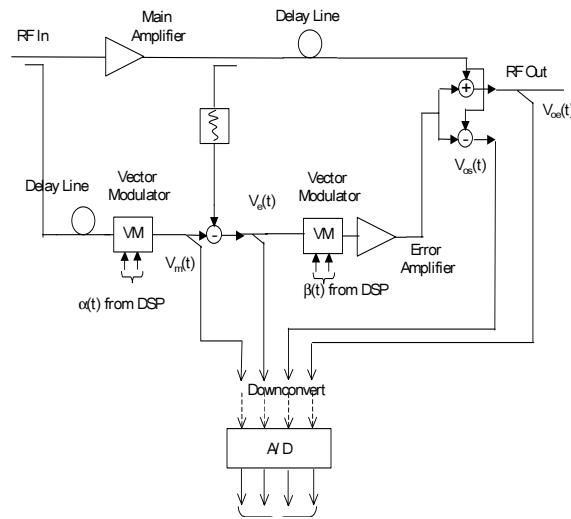 Main
Amplifier
Delay Line
RF In
RF Out
+
V_oe(t)
-
V_os(t)
Delay Line
Vector
Modulator
VM
V_m(t)
-
V_e(t)
Vector
Modulator
VM
Error
Amplifier
α(t) from DSP
β(t) from DSP
Downconvert
A/D